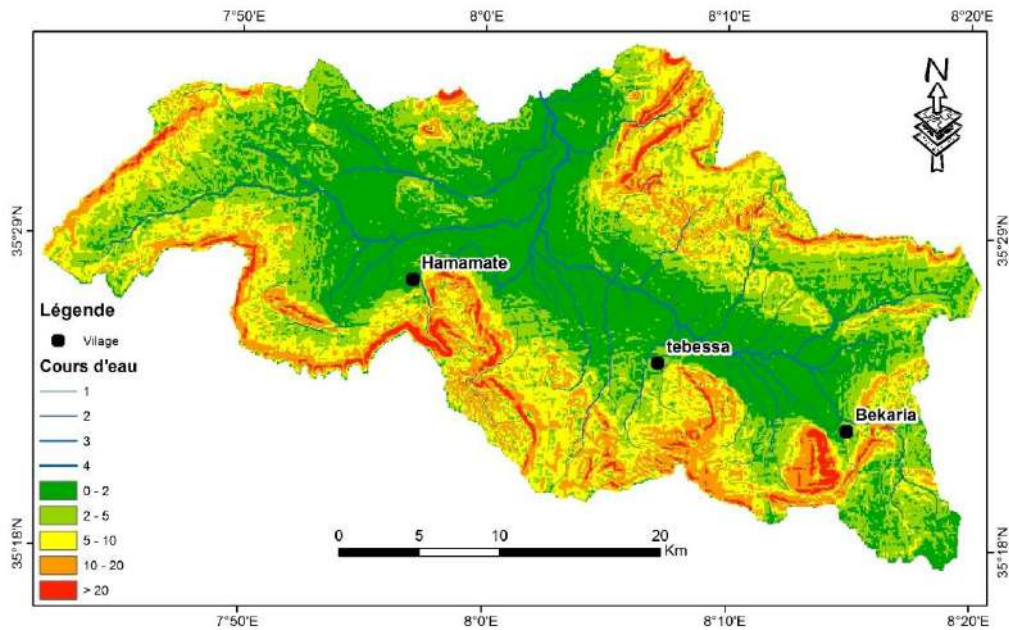 7°50'E 8°0'E 8°10'E 8°20'E
N
35°29'N
35°29'N
Hamamate
Légende
Vilage
tebessa
Cours d'eau
1
2
Bekaria
3
4
0 - 2
2 - 5
5 - 10
0 5 10 20
Km
10 - 20
> 20
35°18'N
35°18'N
7°50'E 8°0'E 8°10'E 8°20'E